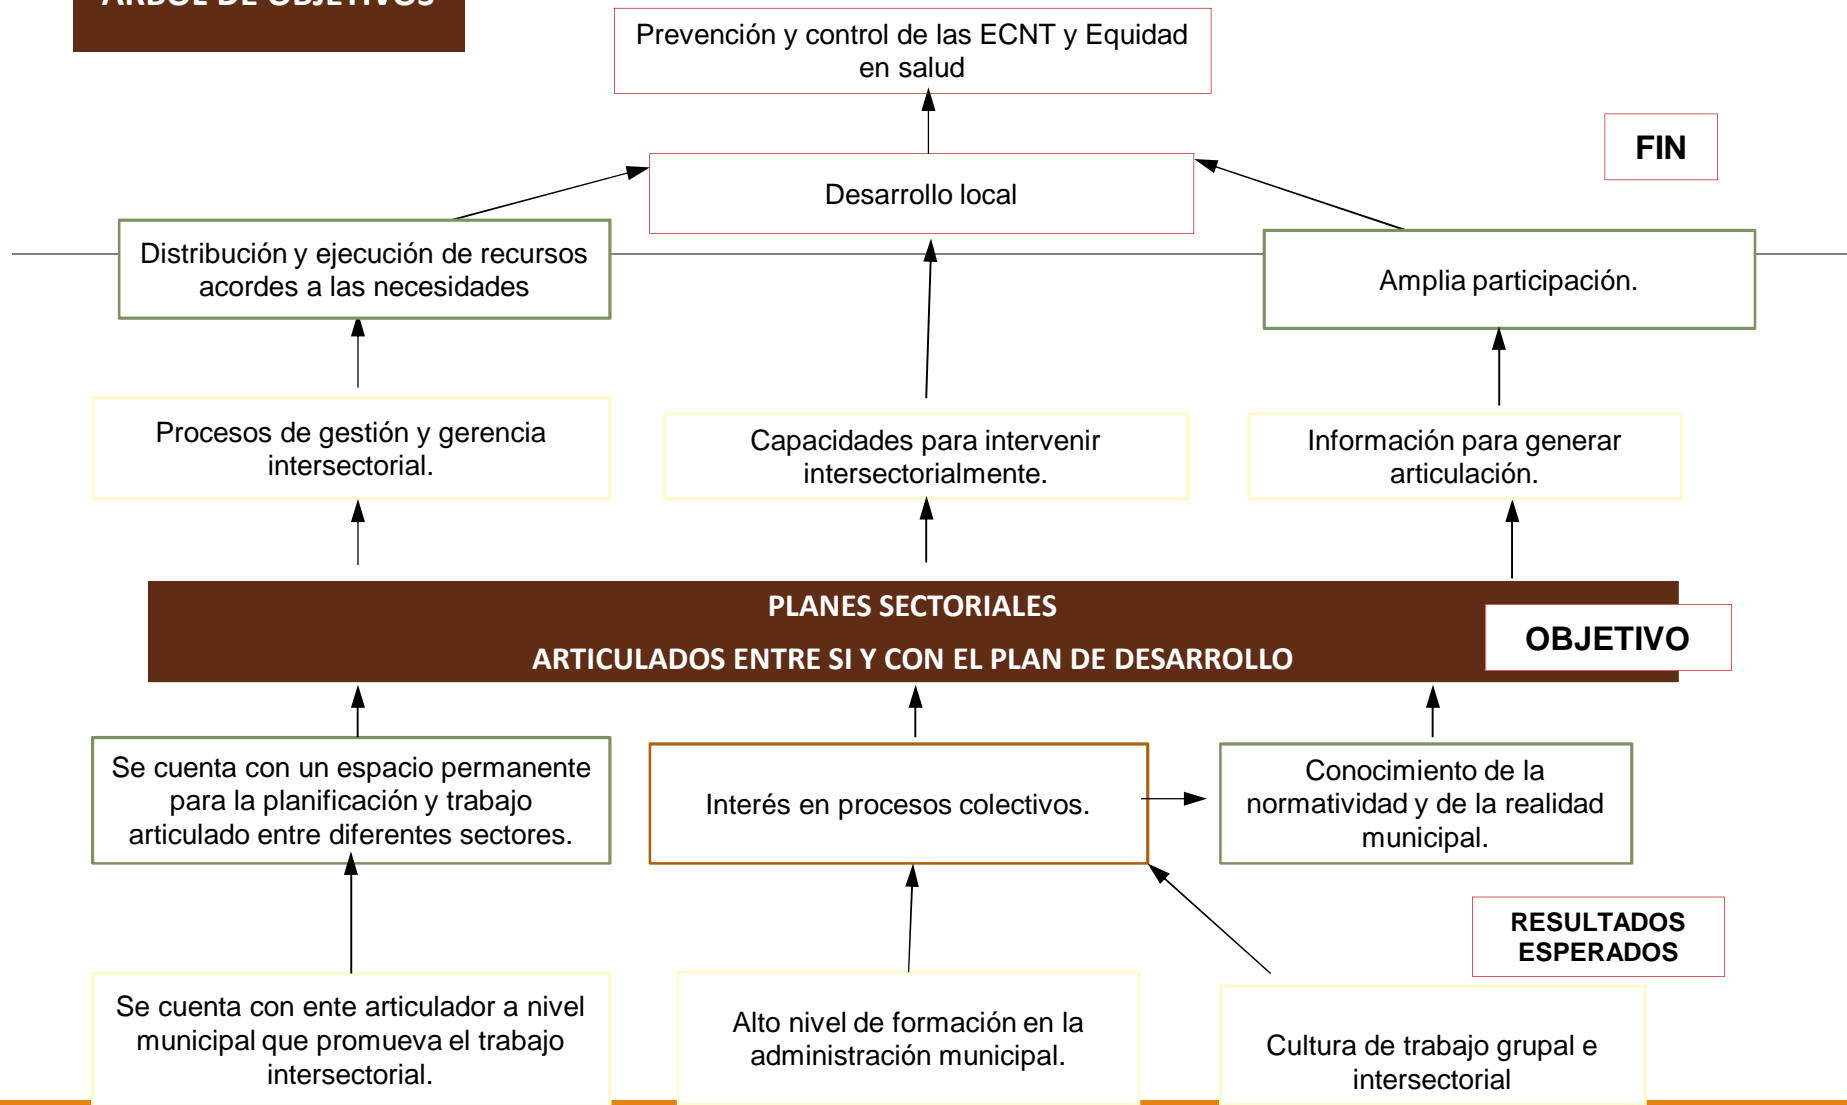 ÁRBOL DE OBJETIVOS
Prevención y control de las ECNT y Equidad
en salud
FIN
Desarrollo local
Distribución y ejecución de recursos
acordes a las necesidades
Amplia participación.
Procesos de gestión y gerencia
intersectorial.
Capacidades para intervenir
intersectorialmente.
Información para generar
articulación.
PLANES SECTORIALES
ARTICULADOS ENTRE SI Y CON EL PLAN DE DESARROLLO
OBJETIVO
Se cuenta con un espacio permanente
para la planificación y trabajo
articulado entre diferentes sectores.
Interés en procesos colectivos.
Conocimiento de la
normatividad y de la realidad
municipal.
RESULTADOS
ESPERADOS
Se cuenta con ente articulador a nivel
municipal que promueva el trabajo
intersectorial.
Alto nivel de formación en la
administración municipal.
Cultura de trabajo grupal e
intersectorial